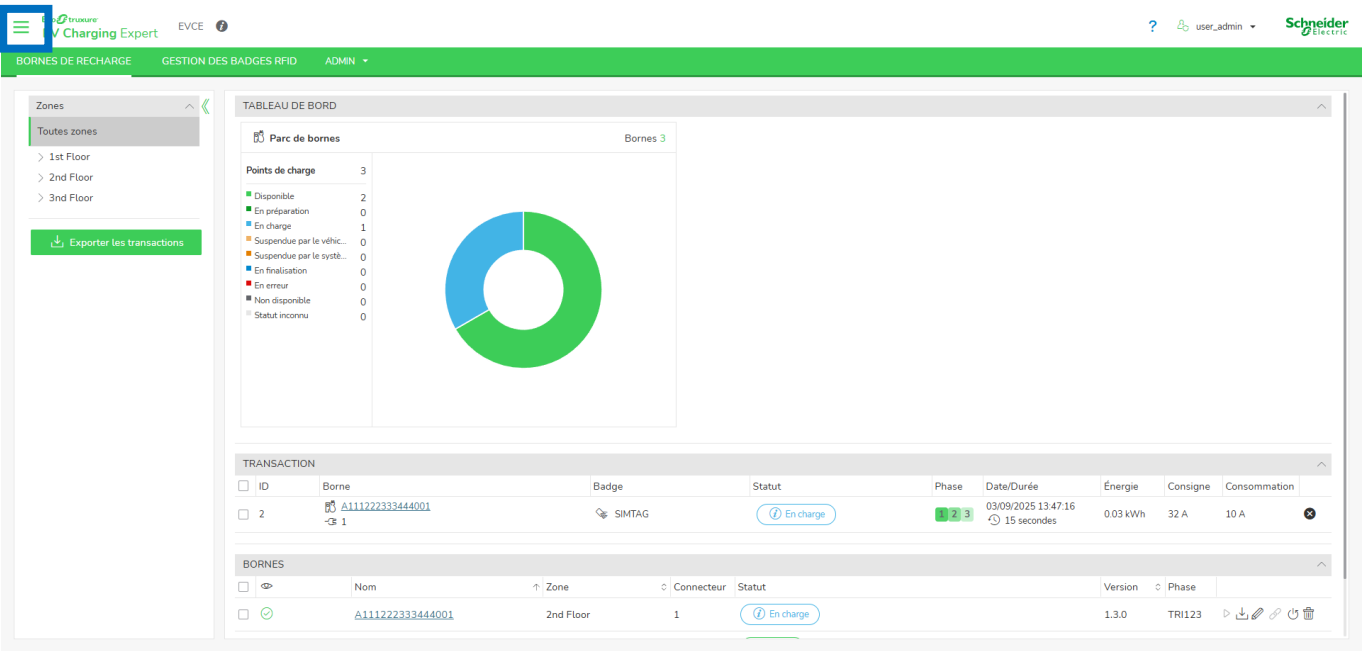 EcoStruxure
EV Charging Expert
EVCE
?
user_admin
Schneider
Electric
BORNES DE RECHARGE
GESTION DES BADGES RFID
ADMIN
Zones
Toutes zones
1st Floor
2nd Floor
3nd Floor
Exporter les transactions
TABLEAU DE BORD
Parc de bornes
Bornes 3
Points de charge 3
Disponible 2
En préparation 0
En charge 1
Suspendue par le véhic... 0
Suspendue par le systè... 0
En finalisation 0
En erreur 0
Non disponible 0
Statut inconnu 0
TRANSACTION
ID Borne Badge Statut Phase Date/Durée Énergie Consigne Consommation
2 A111222333444001 SIMTAG En charge 1 2 3 03/09/2025 13:47:16 0.03 kWh 32 A 10 A
1 15 secondes
BORNES
Nom Zone Connecteur Statut Version Phase
A111222333444001 2nd Floor 1 En charge 1.3.0 TRI123